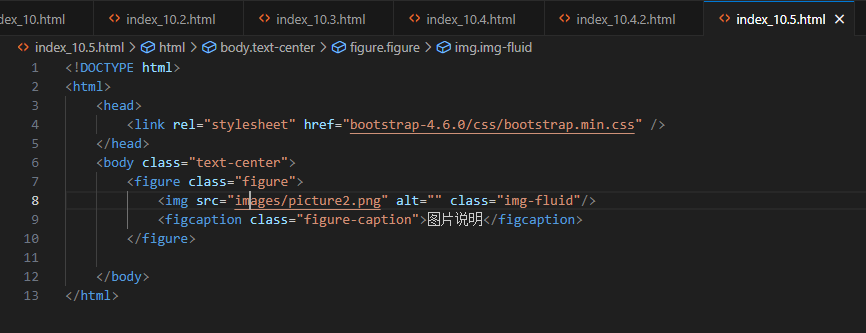 ex_10.html index_10.2.html index_10.3.html index_10.4.html index_10.4.2.html index_10.5.html
index_10.5.html > html > body.text-center > figure.figure > img.img-fluid
1 <!DOCTYPE html>
2 <html>
3 <head>
4 <link rel="stylesheet" href="bootstrap-4.6.0/css/bootstrap.min.css" />
5 </head>
6 <body class="text-center">
7 <figure class="figure">
8 <img src="images/picture2.png" alt="" class="img-fluid"/>
9 <figcaption class="figure-caption">图片说明</figcaption>
10 </figure>
11
12 </body>
13 </html>